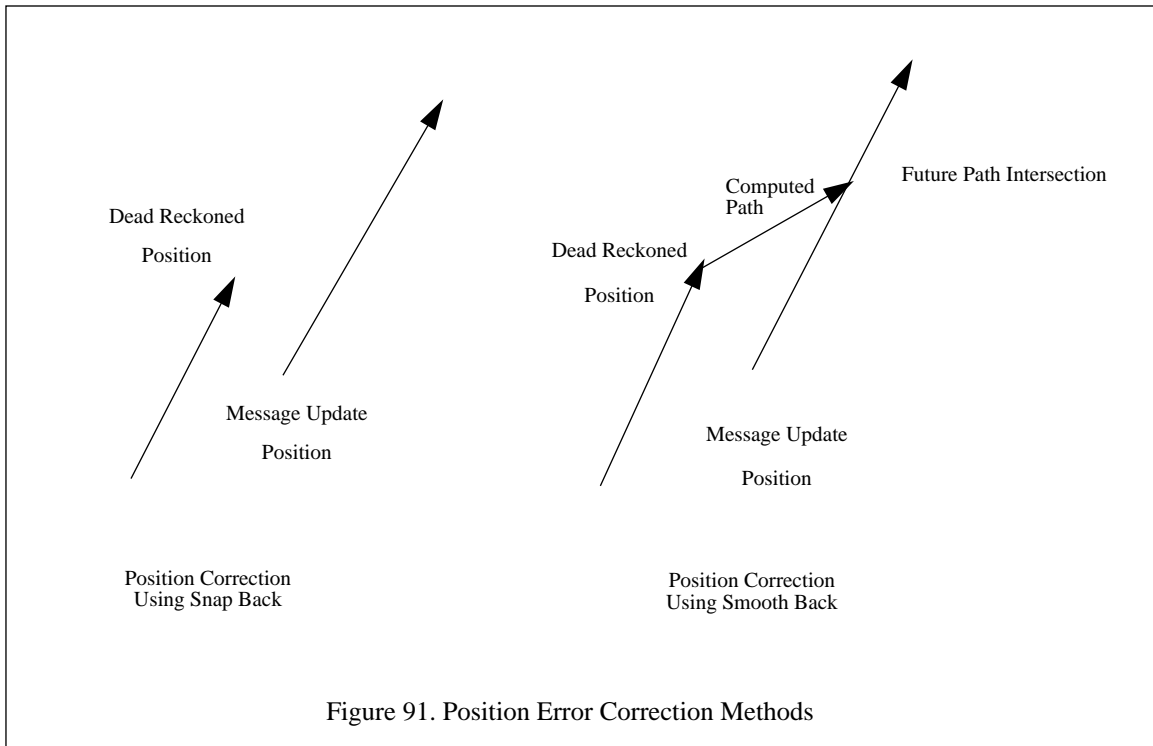 Dead Reckoned
Position
Message Update
Position
Position Correction
Using Snap Back
Computed
Path
Future Path Intersection
Dead Reckoned
Position
Message Update
Position
Position Correction
Using Smooth Back
Figure 91. Position Error Correction Methods